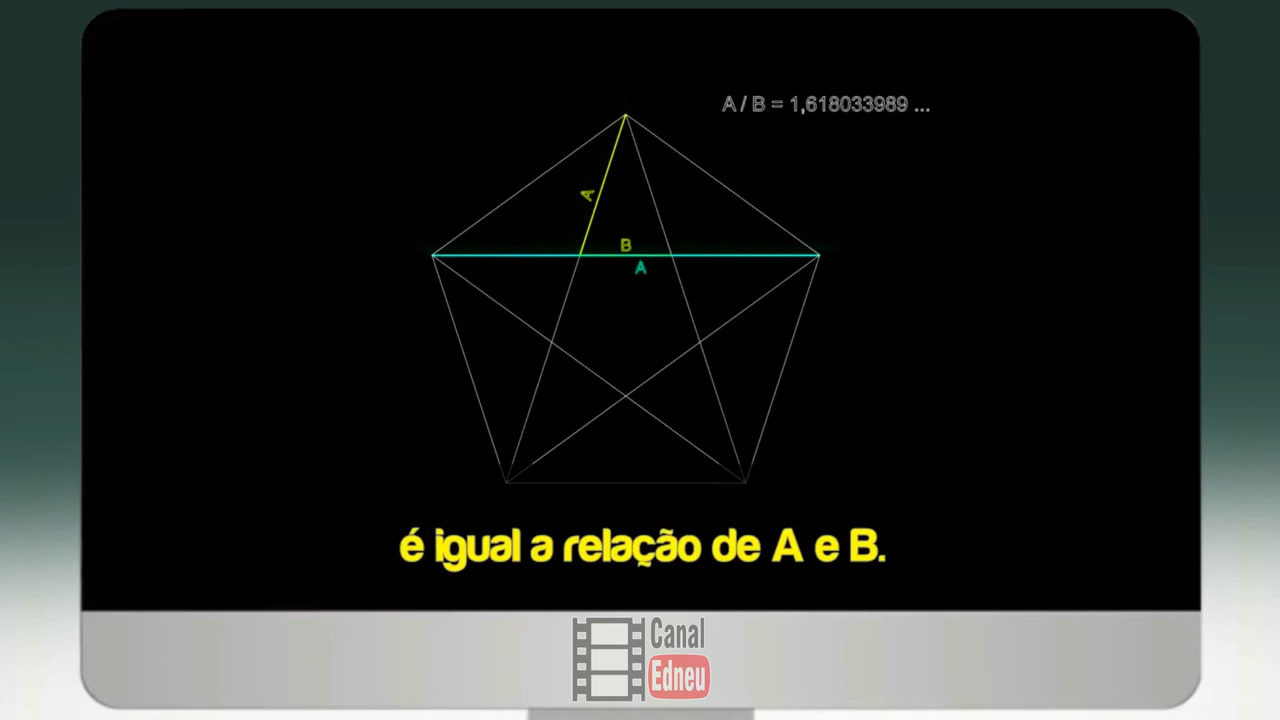 A / B = 1,618033989 ...
A
B
A
é igual a relação de A e B.
Canal
Edneu